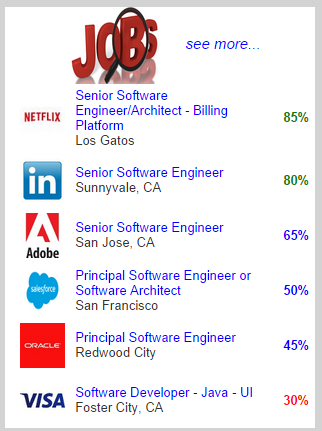 JOBS
see more...
Senior Software
Engineer/Architect - Billing
Platform
Los Gatos
NETFLIX
85%
in
Senior Software Engineer
Sunnyvale, CA
80%
Adobe
Senior Software Engineer
San Jose, CA
65%
salesforce
Principal Software Engineer or
Software Architect
San Francisco
50%
ORACLE
Principal Software Engineer
Redwood City
45%
VISA
Software Developer - Java - UI
Foster City, CA
30%